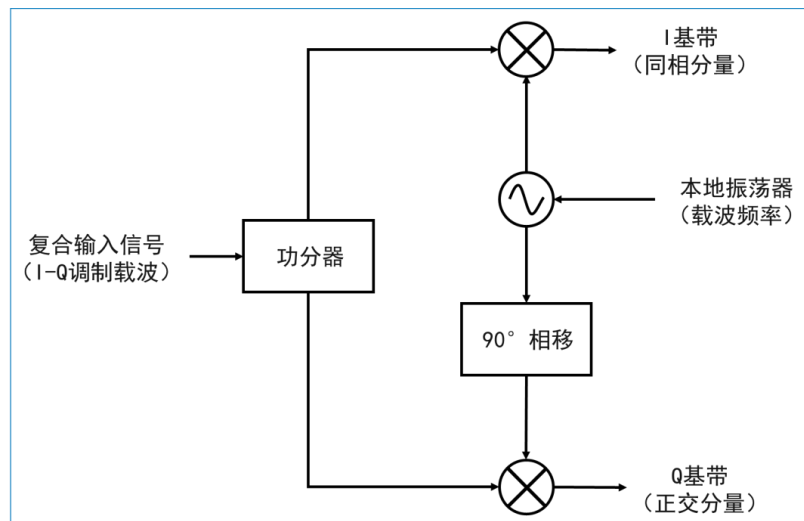 I基带
（同相分量）
本地振荡器
（载波频率）
复合输入信号
（I-Q调制载波）
功分器
90°相移
Q基带
（正交分量）